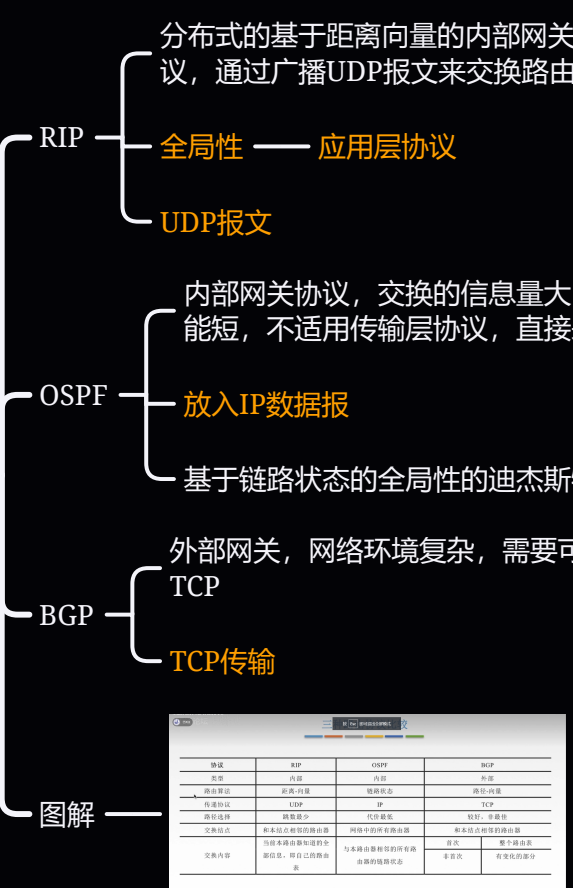 分布式的基于距离向量的内部网关
议，通过广播UDP报文来交换路由
RIP
全局性
应用层协议
UDP报文
内部网关协议，交换的信息量大
能短，不适用传输层协议，直接
OSPF
放入IP数据报
基于链路状态的全局性的迪杰斯
外部网关，网络环境复杂，需要可
TCP
BGP
TCP传输
图解
三
校
协议 RIP OSPF BGP
类型 内部 内部 外部
路由算法 距离-向量 链路状态 路径-向量
传递协议 UDP IP TCP
路径选择 跳数最少 代价最低 较好，非最佳
交换结点 和本结点相邻的路由器 网络中的所有路由器 和本结点相邻的路由器
交换内容
当前本路由器知道的全
部信息，即自己的路由
表
与本路由器相邻的所有路
由器的链路状态
首次 整个路由表
非首次 有变化的部分